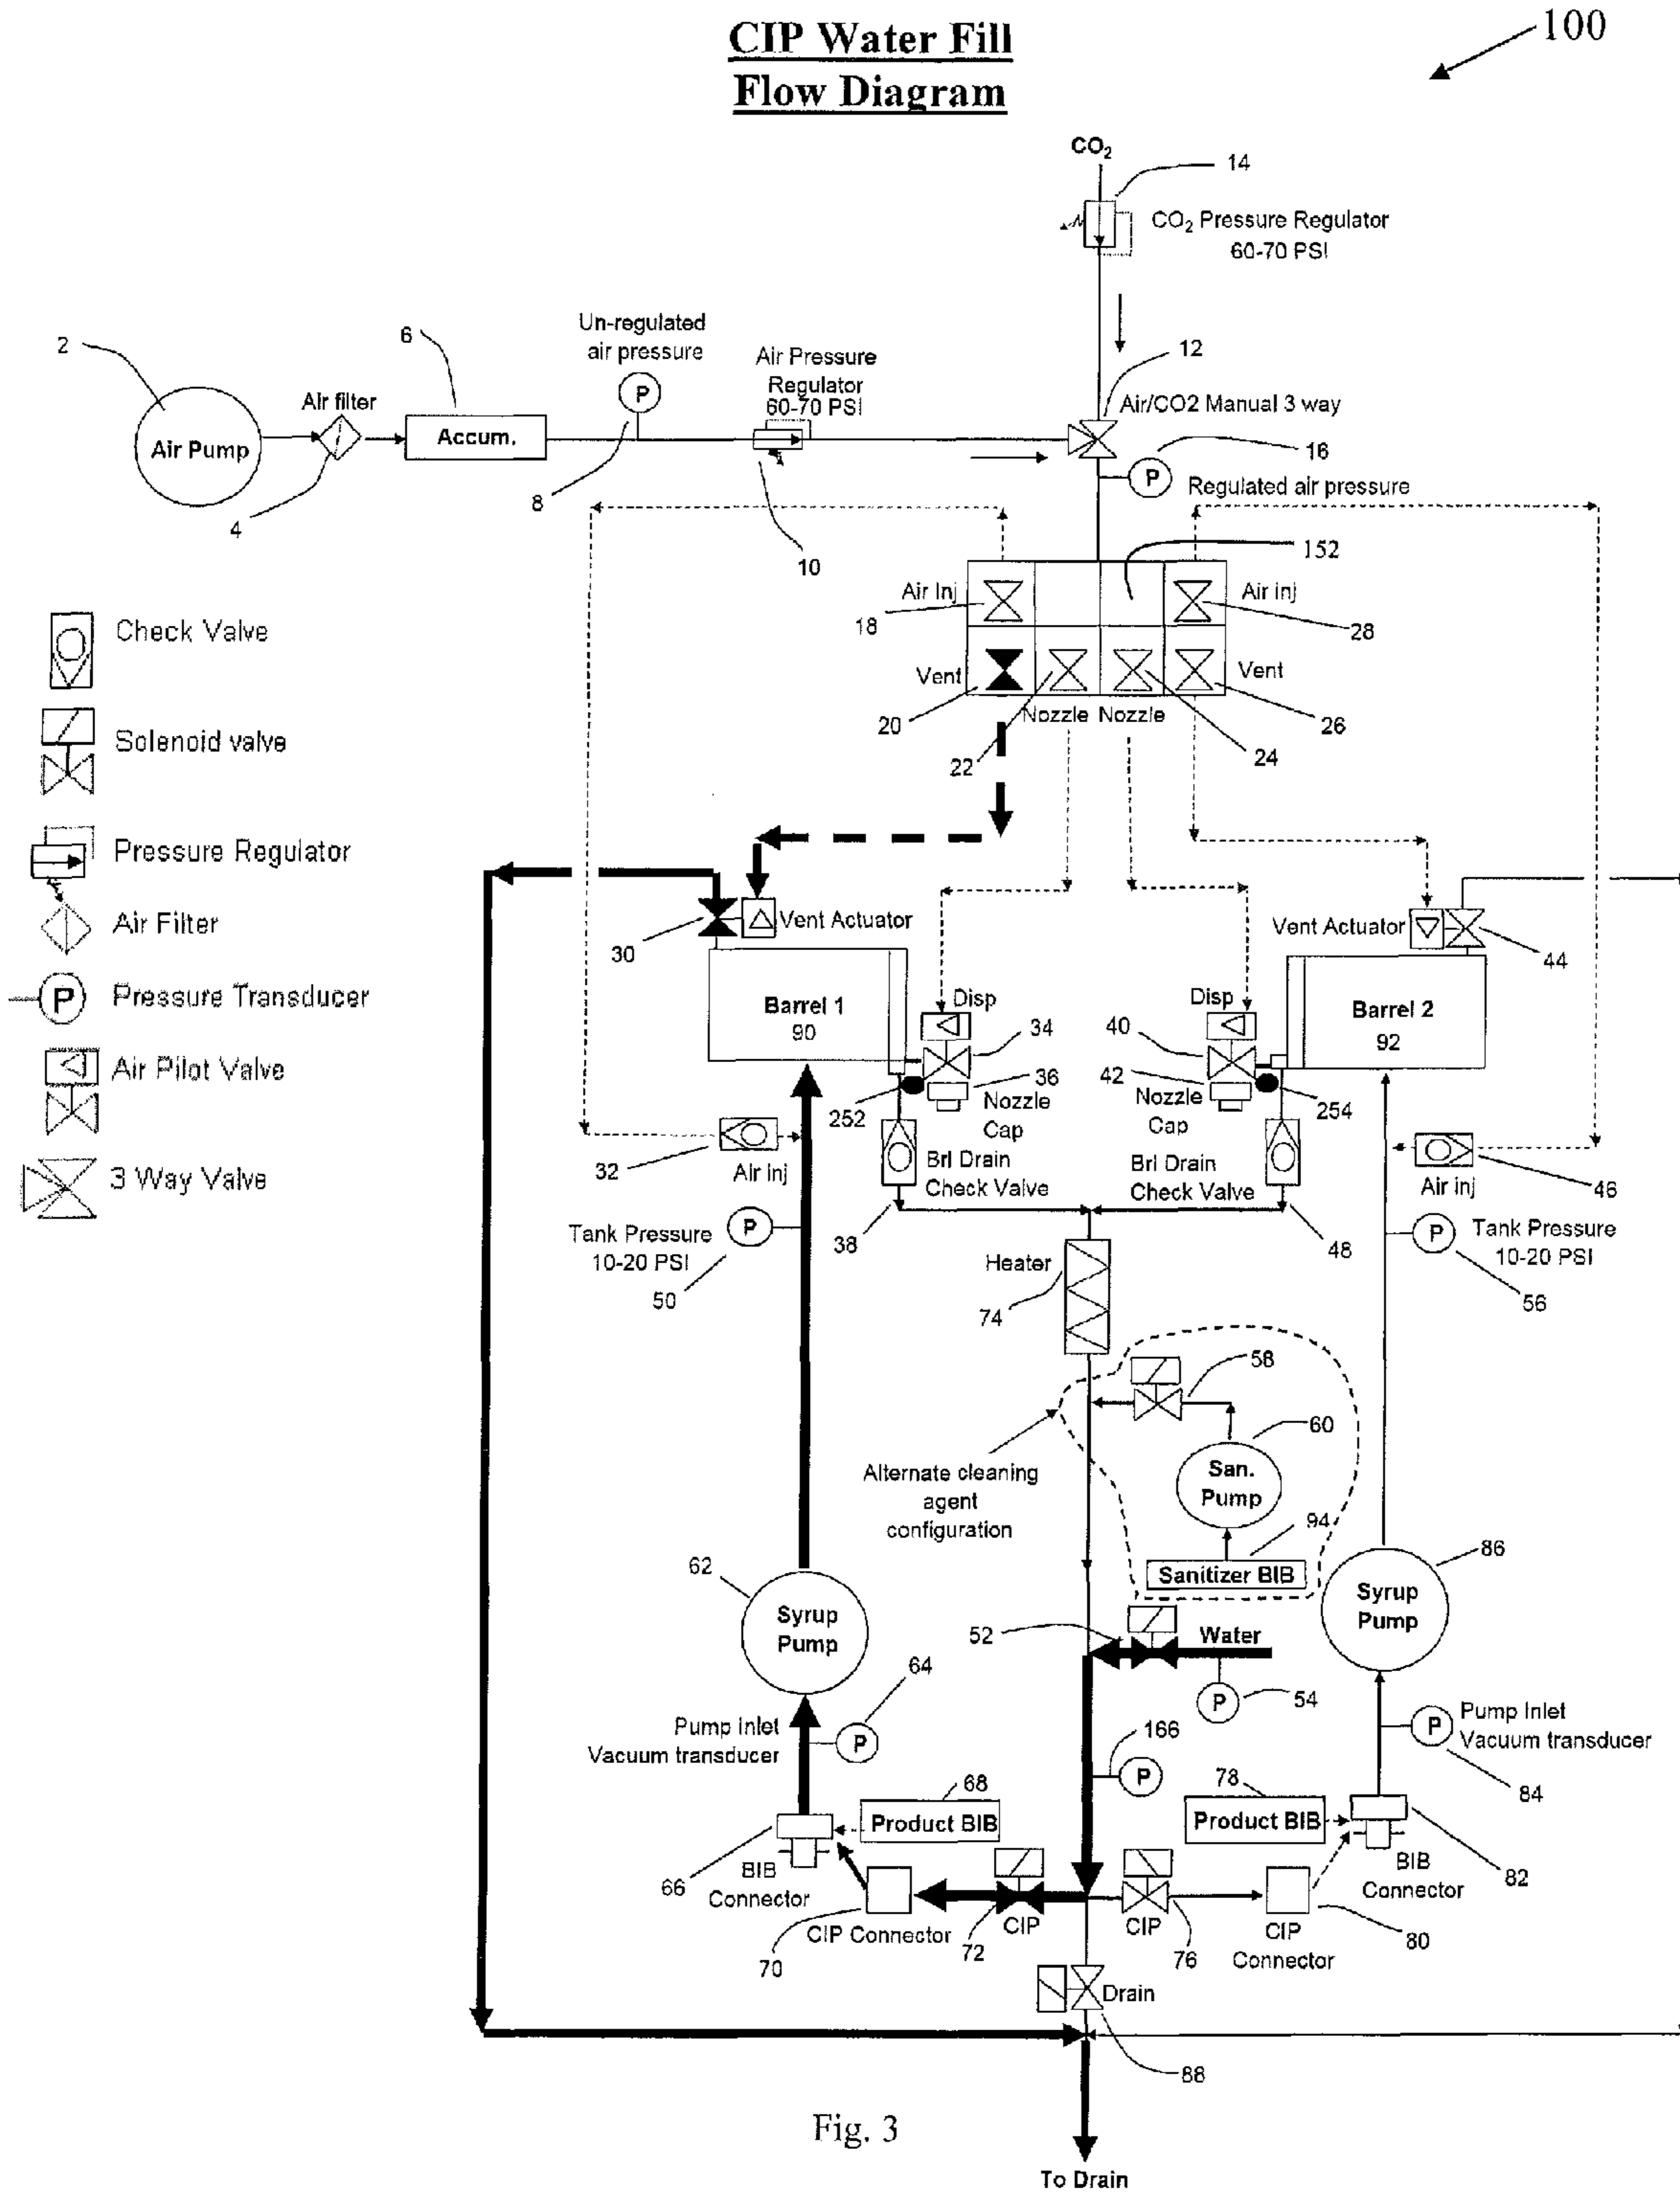 CIP Water Fill
Flow Diagram
100
CO2
14
CO2 Pressure Regulator
60-70 PSI
2
6
Un-regulated
air pressure
12
Air filter
Air Pressure
Regulator
60-70 PSI
P
Air/CO2 Manual 3 way
Air Pump
Accum.
16
P
Regulated air pressure
4
8
10
152
Air Inj
Air inj
18
28
Check Valve
Vent
Vent
20
Nozzle
Nozzle
26
22
24
Solenoid valve
Pressure Regulator
Air Filter
30
Vent Actuator
Vent Actuator
44
P
Pressure Transducer
Barrel 1
90
Disp
Disp
Barrel 2
92
34
40
Air Pilot Valve
36
42
252
Nozzle
Cap
Nozzle
Cap
254
3 Way Valve
32
Air Inj
Brl Drain
Check Valve
Brl Drain
Check Valve
Air inj
46
Tank Pressure
10-20 PSI
P
38
48
P
Tank Pressure
10-20 PSI
50
Heater
74
56
58
60
Alternate cleaning
agent
configuration
San.
Pump
94
Sanitizer BIB
62
86
Syrup
Pump
Syrup
Pump
52
Water
64
P
54
Pump Inlet
Vacuum transducer
P
166
P
P
Pump Inlet
Vacuum transducer
68
78
84
Product BIB
Product BIB
BIB
Connector
66
BIB
Connector
82
CIP Connector
CIP
CIP
CIP
Connector
70
72
76
80
Drain
88
Fig. 3
To Drain